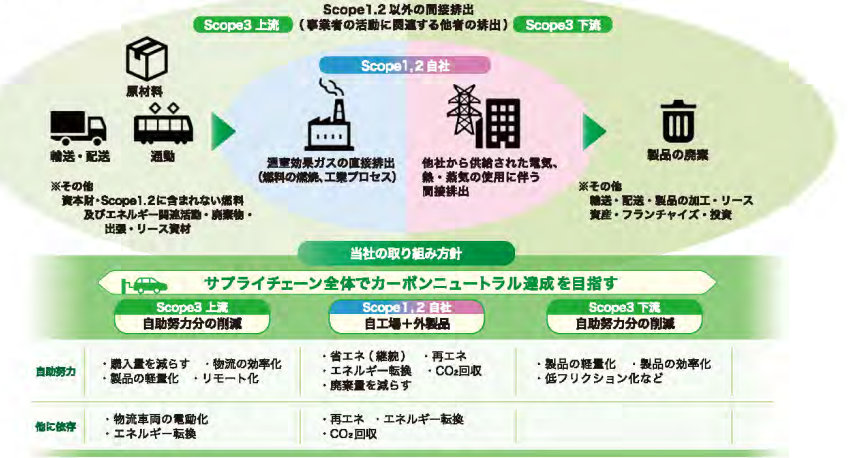 Scope1.2 以外の間接排出
Scope3 上流 (事業者の活動に関連する他者の排出) Scope3 下流
Scope1,2 自社
原材料
輸送・配送 通勤
温室効果ガスの直接排出
(燃料の燃焼、工業プロセス)
他社から供給された電気、
熱・蒸気の使用に伴う
間接排出
製品の廃棄
※その他
資本財・Scope1.2に含まれない燃料
及びエネルギー関連活動・廃棄物・
出張・リース資材
※その他
輸送・配送・製品の加工・リース
資産・フランチャイズ・投資
当社の取り組み方針
サプライチェーン全体でカーボンニュートラル達成を目指す
Scope3 上流
自助努力分の削減
Scope1,2 自社
自工場+外製品
Scope3 下流
自助努力分の削減
自助努力
・購入量を減らす ・物流の効率化
・製品の軽量化 ・リモート化
・省エネ(継続) ・再エネ
・エネルギー転換 ・CO₂回収
・廃棄量を減らす
・製品の軽量化 ・製品の効率化
・低フリクション化など
他に依存
・物流車両の電動化
・エネルギー転換
・再エネ ・エネルギー転換
・CO₂回収